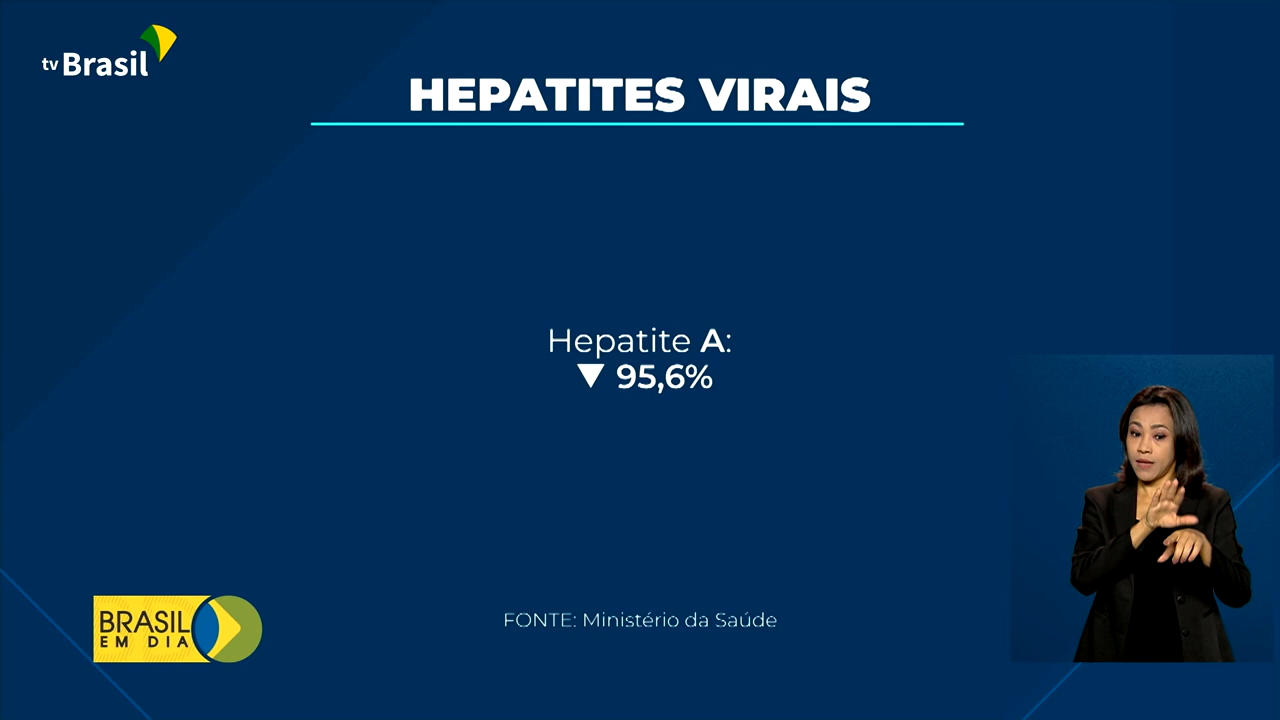 tv Brasil
HEPATITES VIRAIS
Hepatite A:
▼ 95,6%
BRASIL
EM DIA
FONTE: Ministério da Saúde